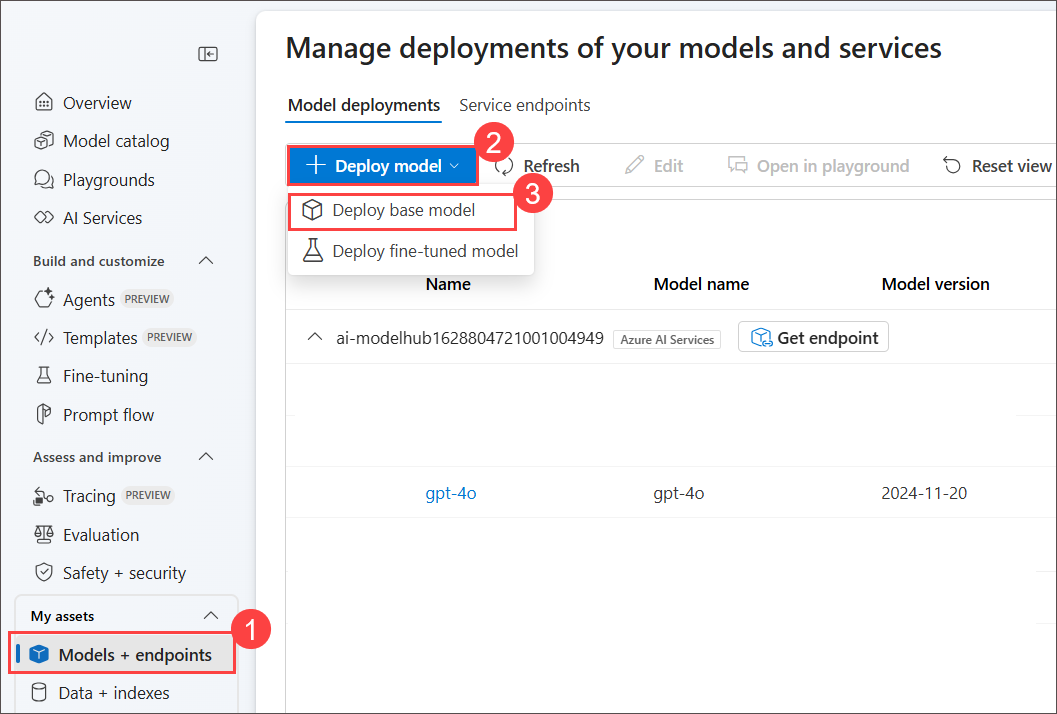 Overview
Model catalog
Playgrounds
AI Services
Build and customize
Agents PREVIEW
Templates PREVIEW
Fine-tuning
Prompt flow
Assess and improve
Tracing PREVIEW
Evaluation
Safety + security
My assets
1
Models + endpoints
Data + indexes
Manage deployments of your models and services
Model deployments Service endpoints
2
Deploy model Refresh Edit Open in playground Reset view
3
Deploy base model
Deploy fine-tuned model
Name Model name Model version
ai-modelhub1628804721001004949 Azure AI Services Get endpoint
gpt-4o gpt-4o 2024-11-20